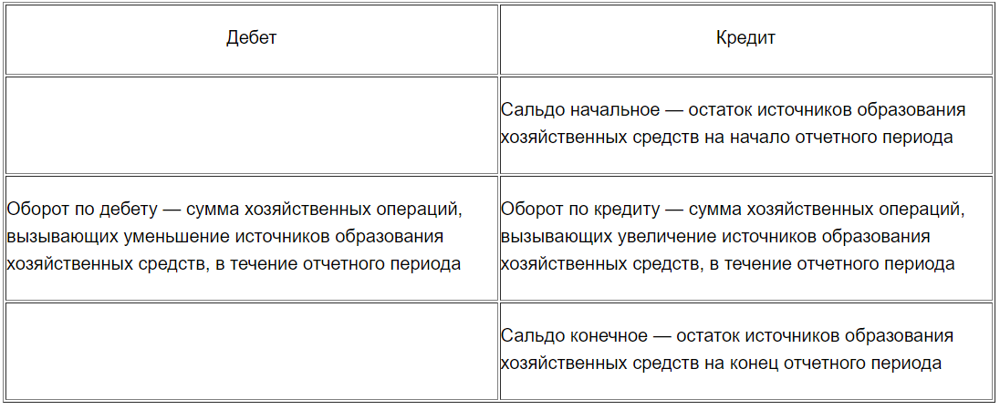 Дебет
Кредит
Сальдо начальное — остаток источников образования
хозяйственных средств на начало отчетного периода
Оборот по дебету — сумма хозяйственных операций,
вызывающих уменьшение источников образования
хозяйственных средств, в течение отчетного периода
Оборот по кредиту — сумма хозяйственных операций,
вызывающих увеличение источников образования
хозяйственных средств, в течение отчетного периода
Сальдо конечное — остаток источников образования
хозяйственных средств на конец отчетного периода